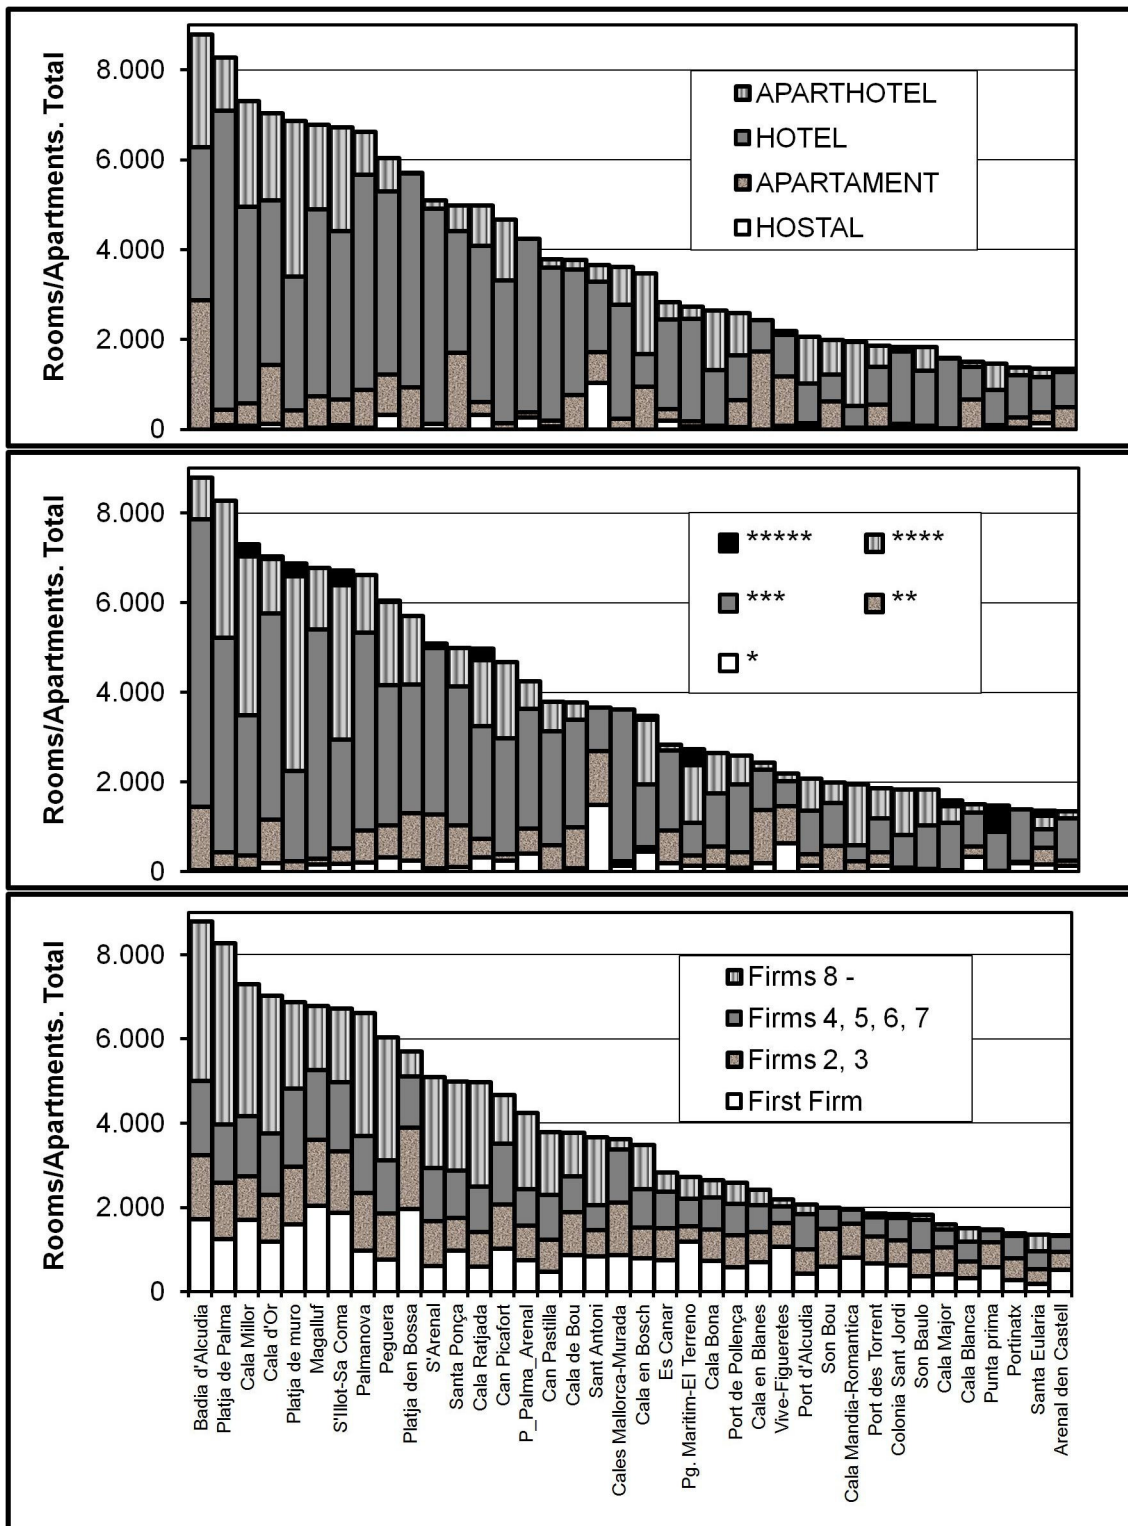 Rooms/Apartments. Total
8.000
6.000
4.000
2.000
0
APARTHOTEL
HOTEL
APARTAMENT
HOSTAL
Rooms/Apartments. Total
8.000
6.000
4.000
2.000
0
***** ****
*** **
*
Rooms/Apartments. Total
8.000
6.000
4.000
2.000
0
Firms 8 -
Firms 4, 5, 6, 7
Firms 2, 3
First Firm
Badia d'Alcudia
Platja de Palma
Cala Millor
Cala d'Or
Platja de muro
Magalluf
S'Illot-Sa Coma
Palmanova
Peguera
Platja den Bossa
S'Arenal
Santa Ponça
Cala Ratjada
Can Picafort
P_Palma_Arenal
Can Pastilla
Cala de Bou
Sant Antoni
Cales Mallorca-Murada
Cala en Bosch
Es Canar
Pg. Maritim-El Terreno
Cala Bona
Port de Pollença
Cala en Blanes
Vive-Figueretes
Port d'Alcudia
Son Bou
Cala Mandia-Romantica
Port des Torrent
Colonia Sant Jordi
Son Baulo
Cala Major
Cala Blanca
Punta prima
Portinatx
Santa Eularia
Arenal den Castell